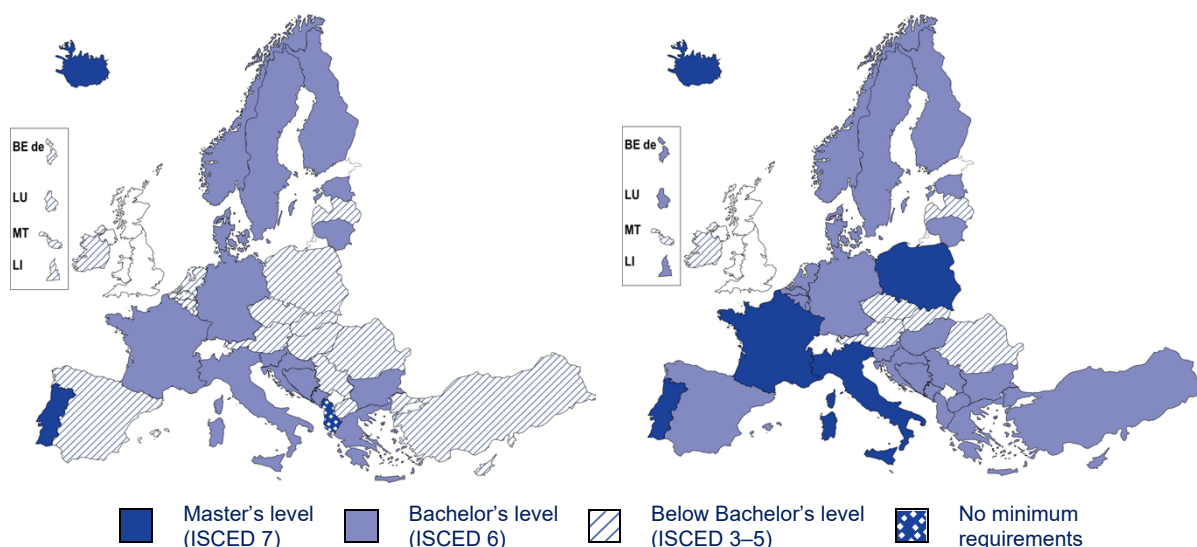 BE de
LU
MT
LI
BE de
LU
MT
LI
Master’s level
(ISCED 7)
Bachelor’s level
(ISCED 6)
Below Bachelor’s level
(ISCED 3–5)
No minimum
requirements